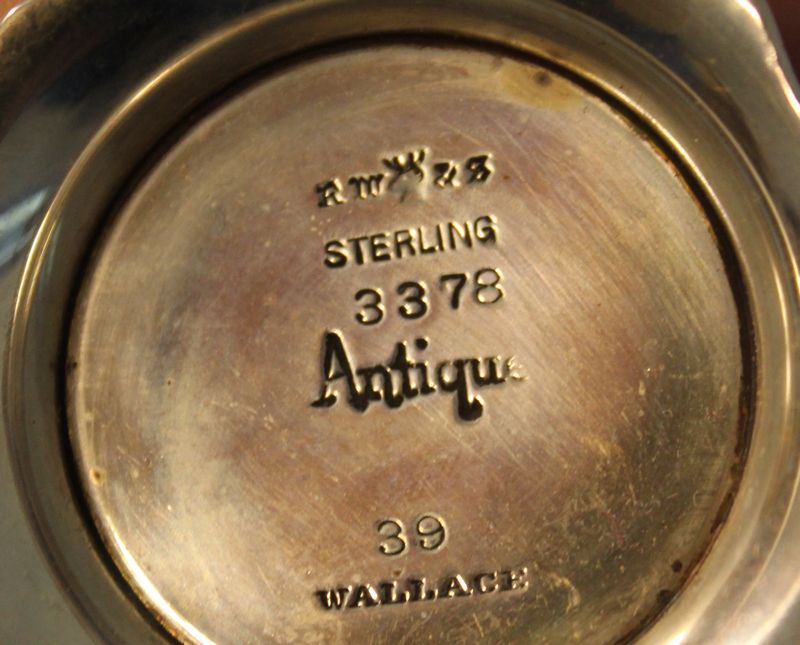 R W & S
STERLING
3378
Antique
39
WALLACE